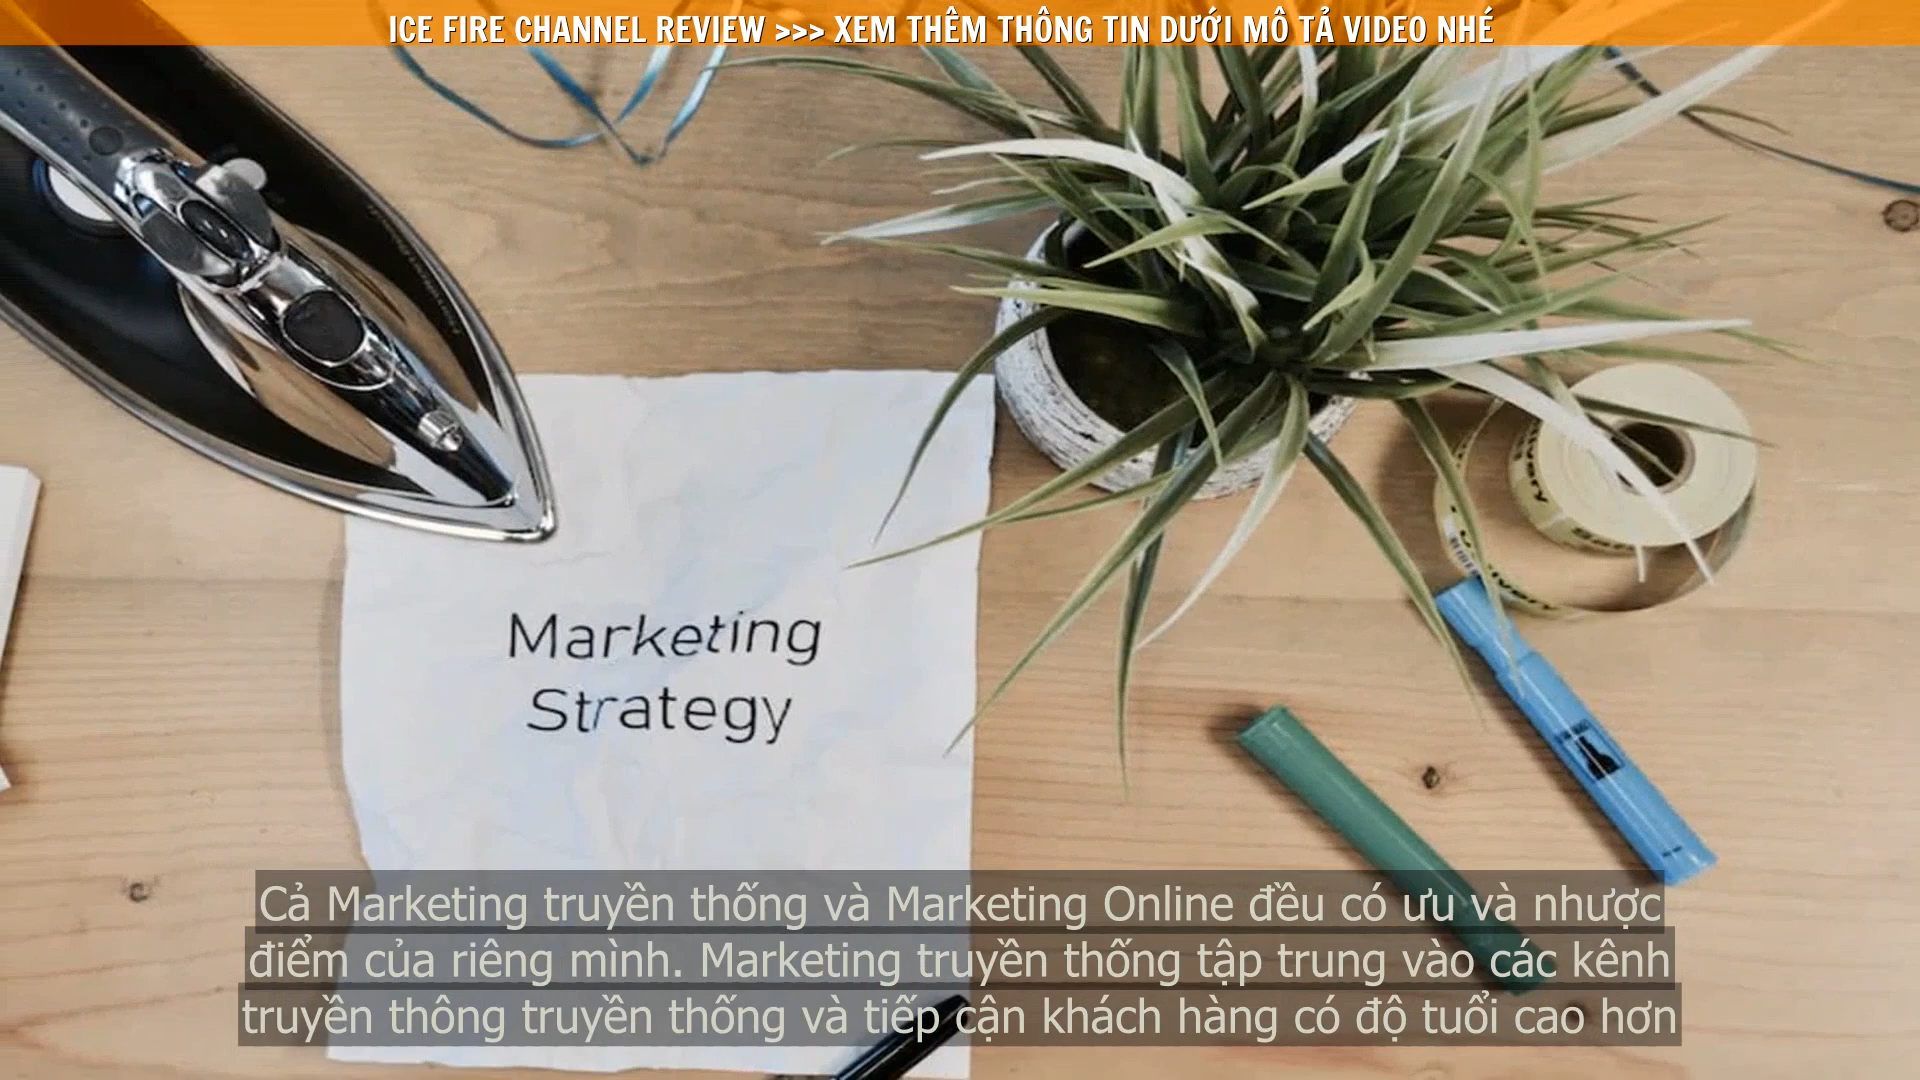 ICE FIRE CHANNEL REVIEW >>> XEM THÊM THÔNG TIN DƯỚI MÔ TẢ VIDEO NHÉ
Marketing
Strategy
Cả Marketing truyền thống và Marketing Online đều có ưu và nhược
điểm của riêng mình. Marketing truyền thống tập trung vào các kênh
truyền thông truyền thống và tiếp cận khách hàng có độ tuổi cao hơn